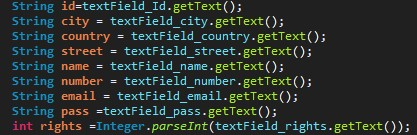 String id=textField_Id.getText();
String city = textField_city.getText();
String country = textField_country.getText();
String street = textField_street.getText();
String name = textField_name.getText();
String number = textField_number.getText();
String email = textField_email.getText();
String pass =textField_pass.getText();
int rights =Integer.parseInt(textField_rights.getText());